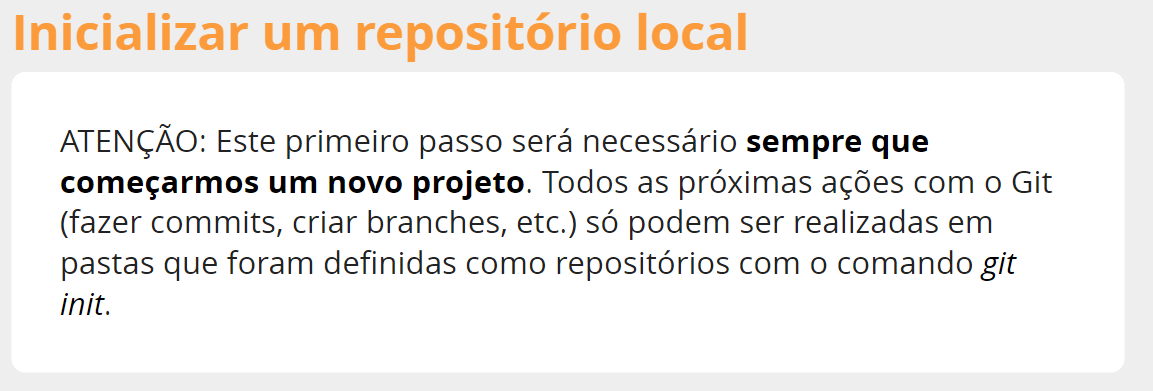 Inicializar um repositório local
ATENÇÃO: Este primeiro passo será necessário sempre que
começarmos um novo projeto. Todos as próximas ações com o Git
(fazer commits, criar branches, etc.) só podem ser realizadas em
pastas que foram definidas como repositórios com o comando git
init.